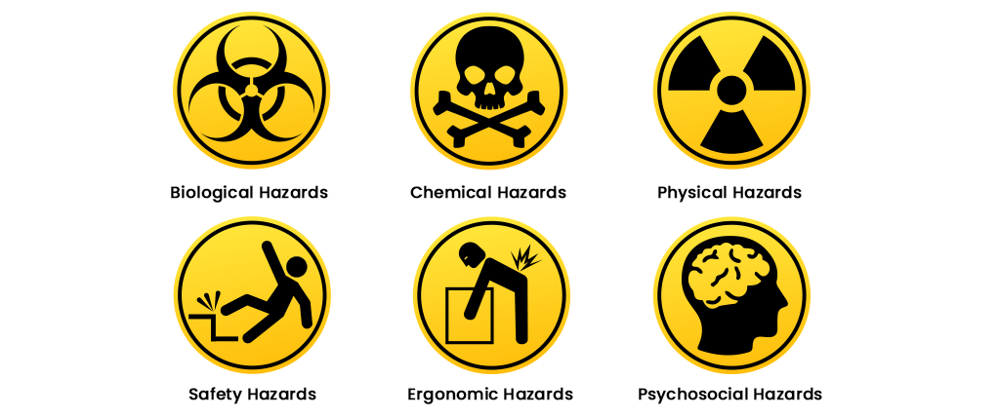 Biological Hazards
Chemical Hazards
Physical Hazards
Safety Hazards
Ergonomic Hazards
Psychosocial Hazards